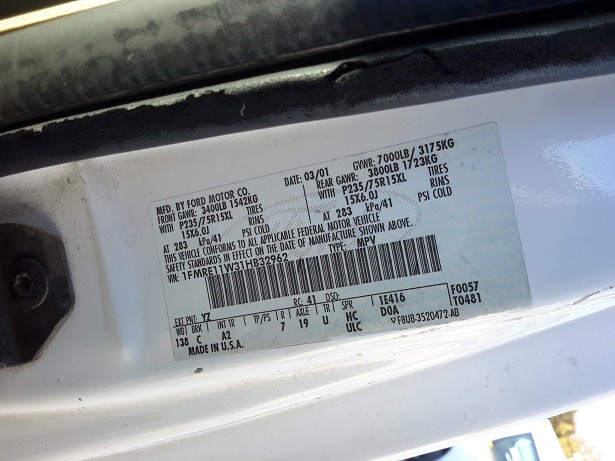 MFD. BY FORD MOTOR CO.
DATE: 03/01
GVWR: 7000LB/ 3175KG
FRONT GAWR: 3400LB 1542KG
REAR GAWR: 3800LB 1723KG
WITH P235/75R15XL TIRES
WITH P235/75R15XL TIRES
15X6.0J
15X6.0J
AT 283 kPa/41 PSI COLD
AT 283 kPa/41 PSI COLD
THIS VEHICLE CONFORMS TO ALL APPLICABLE FEDERAL MOTOR VEHICLE
SAFETY STANDARDS IN EFFECT ON THE DATE OF MANUFACTURE SHOWN ABOVE.
VIN: 1FMRE11W31HB32962
TYPE: MPV
EXT PNT: YZ
RC: 41 DSO:
F0057
WB BRK INT TR TP/PS R AXLE TR SPR
1E416
T0481
138 C A2 7 19 U HC
DOA
MADE IN U.S.A.
ULC
F8UB-3520472-AB